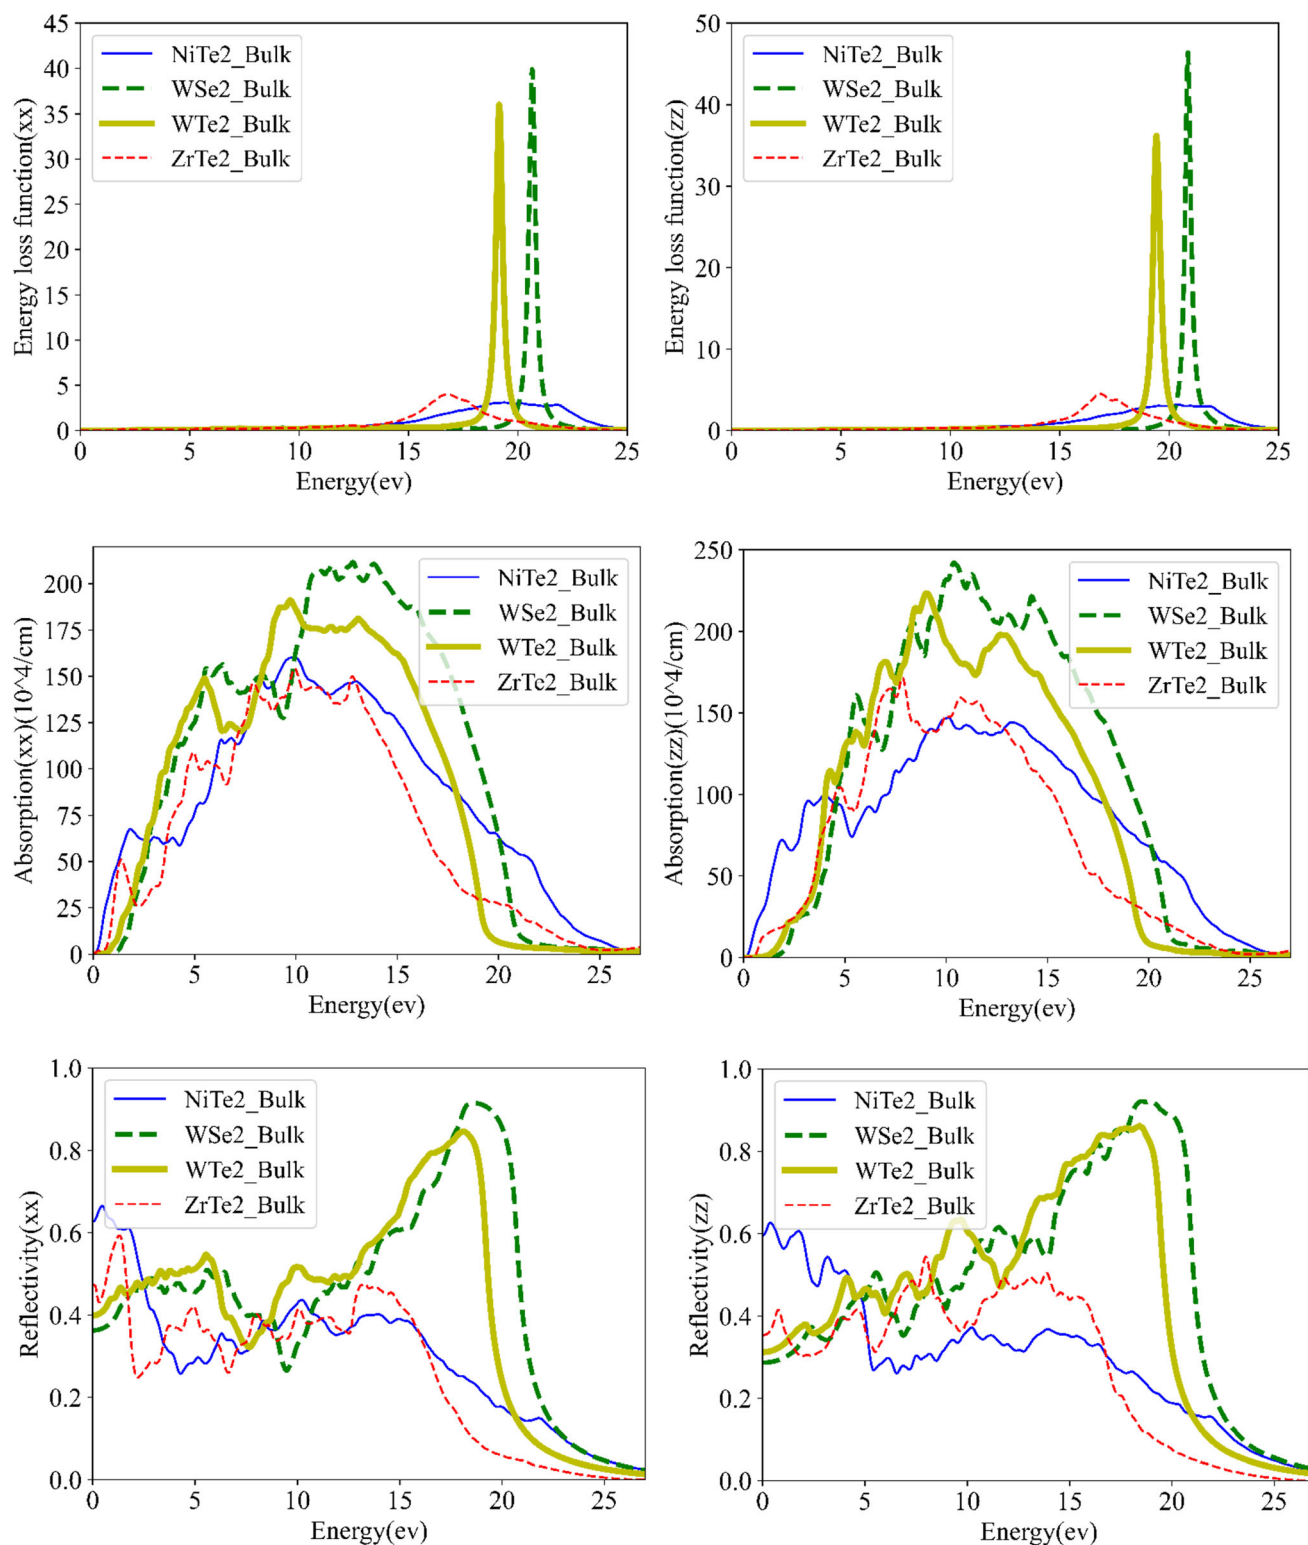 45
40
35
30
25
20
15
10
5
0
Energy loss function(xx)
NiTe2_Bulk
WSe2_Bulk
WTe2_Bulk
ZrTe2_Bulk
0 5 10 15 20 25
Energy(ev)
50
40
30
20
10
0
Energy loss function(zz)
NiTe2_Bulk
WSe2_Bulk
WTe2_Bulk
ZrTe2_Bulk
0 5 10 15 20 25
Energy(ev)
200
175
150
125
100
75
50
25
0
Absorption(xx)(10^4/cm)
NiTe2_Bulk
WSe2_Bulk
WTe2_Bulk
ZrTe2_Bulk
0 5 10 15 20 25
Energy(ev)
250
200
150
100
50
0
Absorption(zz)(10^4/cm)
NiTe2_Bulk
WSe2_Bulk
WTe2_Bulk
ZrTe2_Bulk
0 5 10 15 20 25
Energy(ev)
1.0
0.8
0.6
0.4
0.2
0.0
Reflectivity(xx)
NiTe2_Bulk
WSe2_Bulk
WTe2_Bulk
ZrTe2_Bulk
0 5 10 15 20 25
Energy(ev)
1.0
0.8
0.6
0.4
0.2
0.0
Reflectivity(zz)
NiTe2_Bulk
WSe2_Bulk
WTe2_Bulk
ZrTe2_Bulk
0 5 10 15 20 25
Energy(ev)